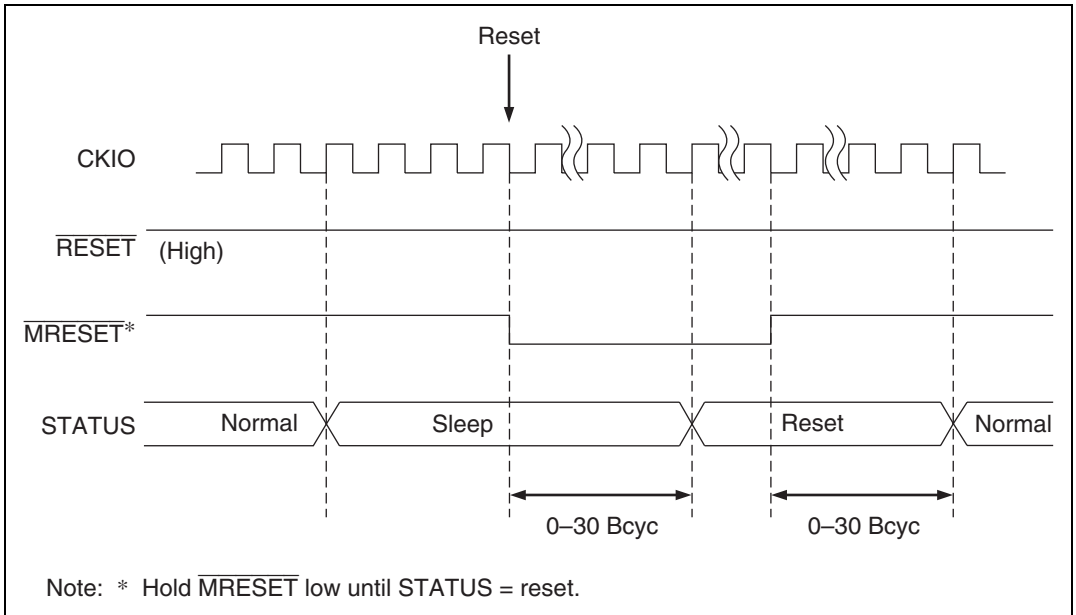 Reset
CKIO
RESET (High)
MRESET*
STATUS Normal Sleep Reset Normal
0–30 Bcyc 0–30 Bcyc
Note: * Hold MRESET low until STATUS = reset.